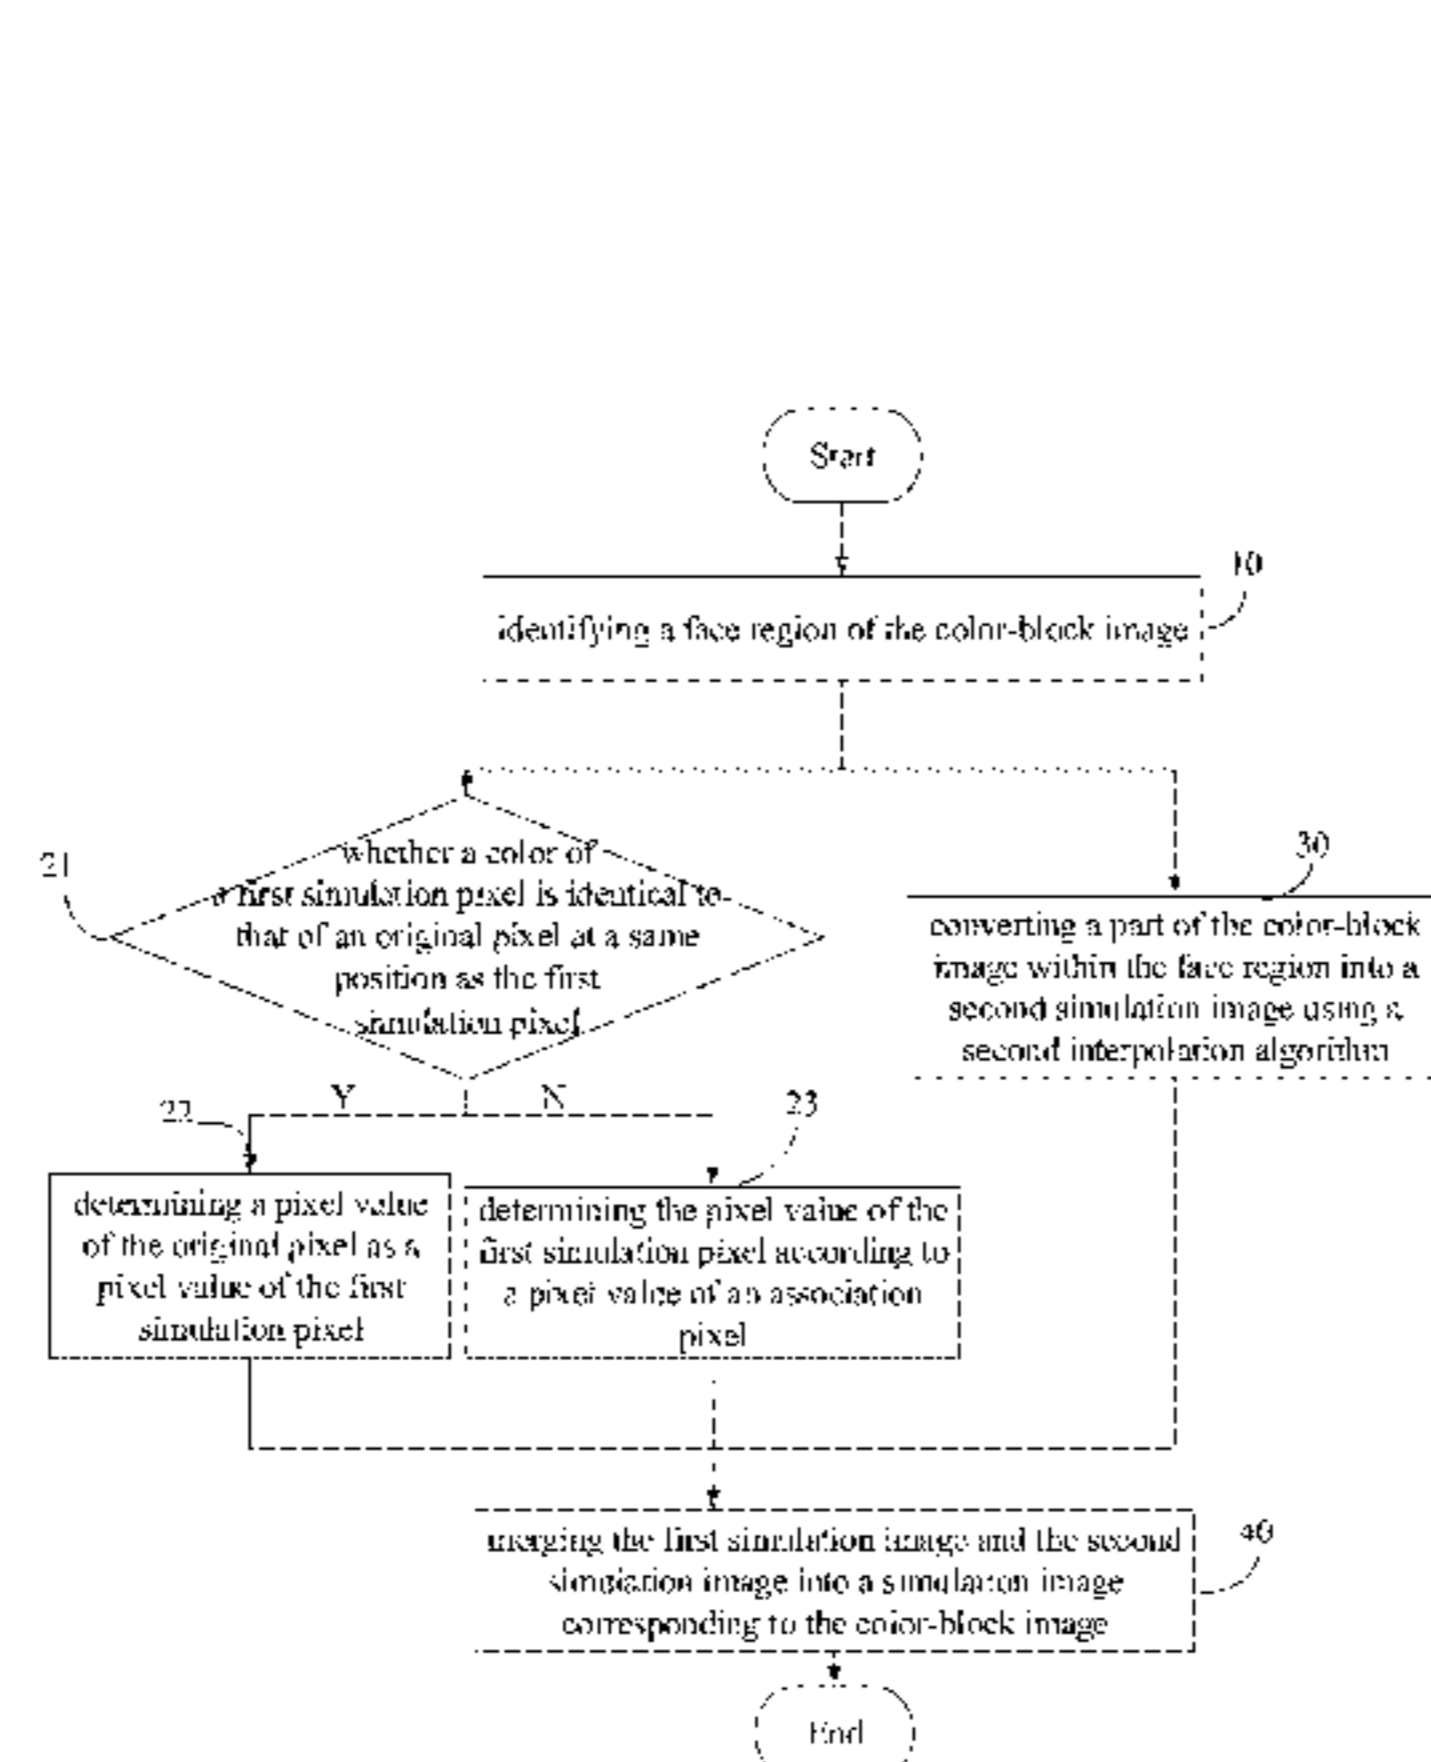 Start
10
identifying a face region of the color-block image
21
whether a color of
a first simulation pixel is identical to
that of an original pixel at a same
position as the first
simulation pixel
30
converting a part of the color-block
image within the face region into a
second simulation image using a
second interpolation algorithm
Y
N
22
23
determining a pixel value
of the original pixel as a
pixel value of the first
simulation pixel
determining the pixel value of the
first simulation pixel according to
a pixel value of an association
pixel
merging the first simulation image and the second
simulation image into a simulation image
corresponding to the color-block image
40
End